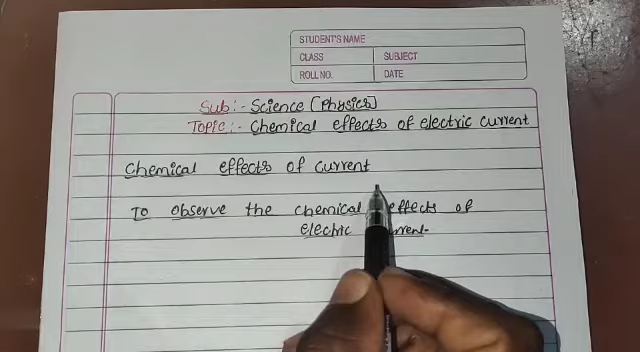 STUDENT'S NAME
CLASS SUBJECT
ROLL NO. DATE
Sub:- Science [Physics]
Topic:- Chemical effects of electric current
Chemical effects of current
To observe the chemical effects of
electric